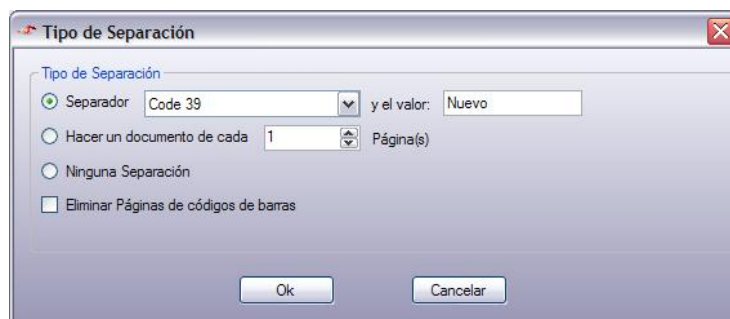 Tipo de Separación
Tipo de Separación
Separador Code 39 y el valor: Nuevo
Hacer un documento de cada 1 Página(s)
Ninguna Separación
Eliminar Páginas de códigos de barras
Ok Cancelar